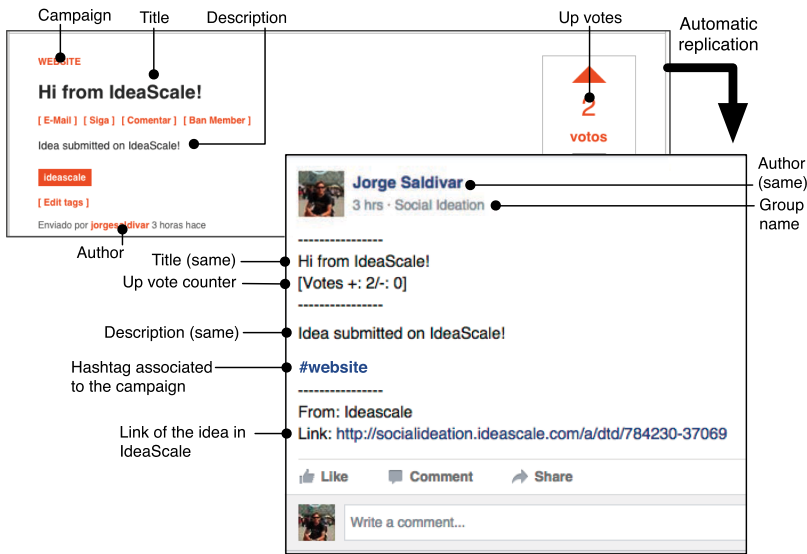 Campaign
Title
Description
Up votes
Automatic
replication
WEBSITE
Hi from IdeaScale!
2
votos
[ E-Mail ] [ Siga ] [ Comentar ] [ Ban Member ]
Idea submitted on IdeaScale!
ideascale
[ Edit tags ]
Enviado por jorgesaldivar 3 horas hace
Author
Jorge Saldivar
3 hrs · Social Ideation
Author
(same)
Group
name
----------------
Title (same)
Hi from IdeaScale!
Up vote counter
[Votes +: 2/-: 0]
----------------
Description (same)
Idea submitted on IdeaScale!
Hashtag associated
to the campaign
#website
----------------
From: Ideascale
Link of the idea in
IdeaScale
Link: http://socialideation.ideascale.com/a/dtd/784230-37069
Like Comment Share
Write a comment...